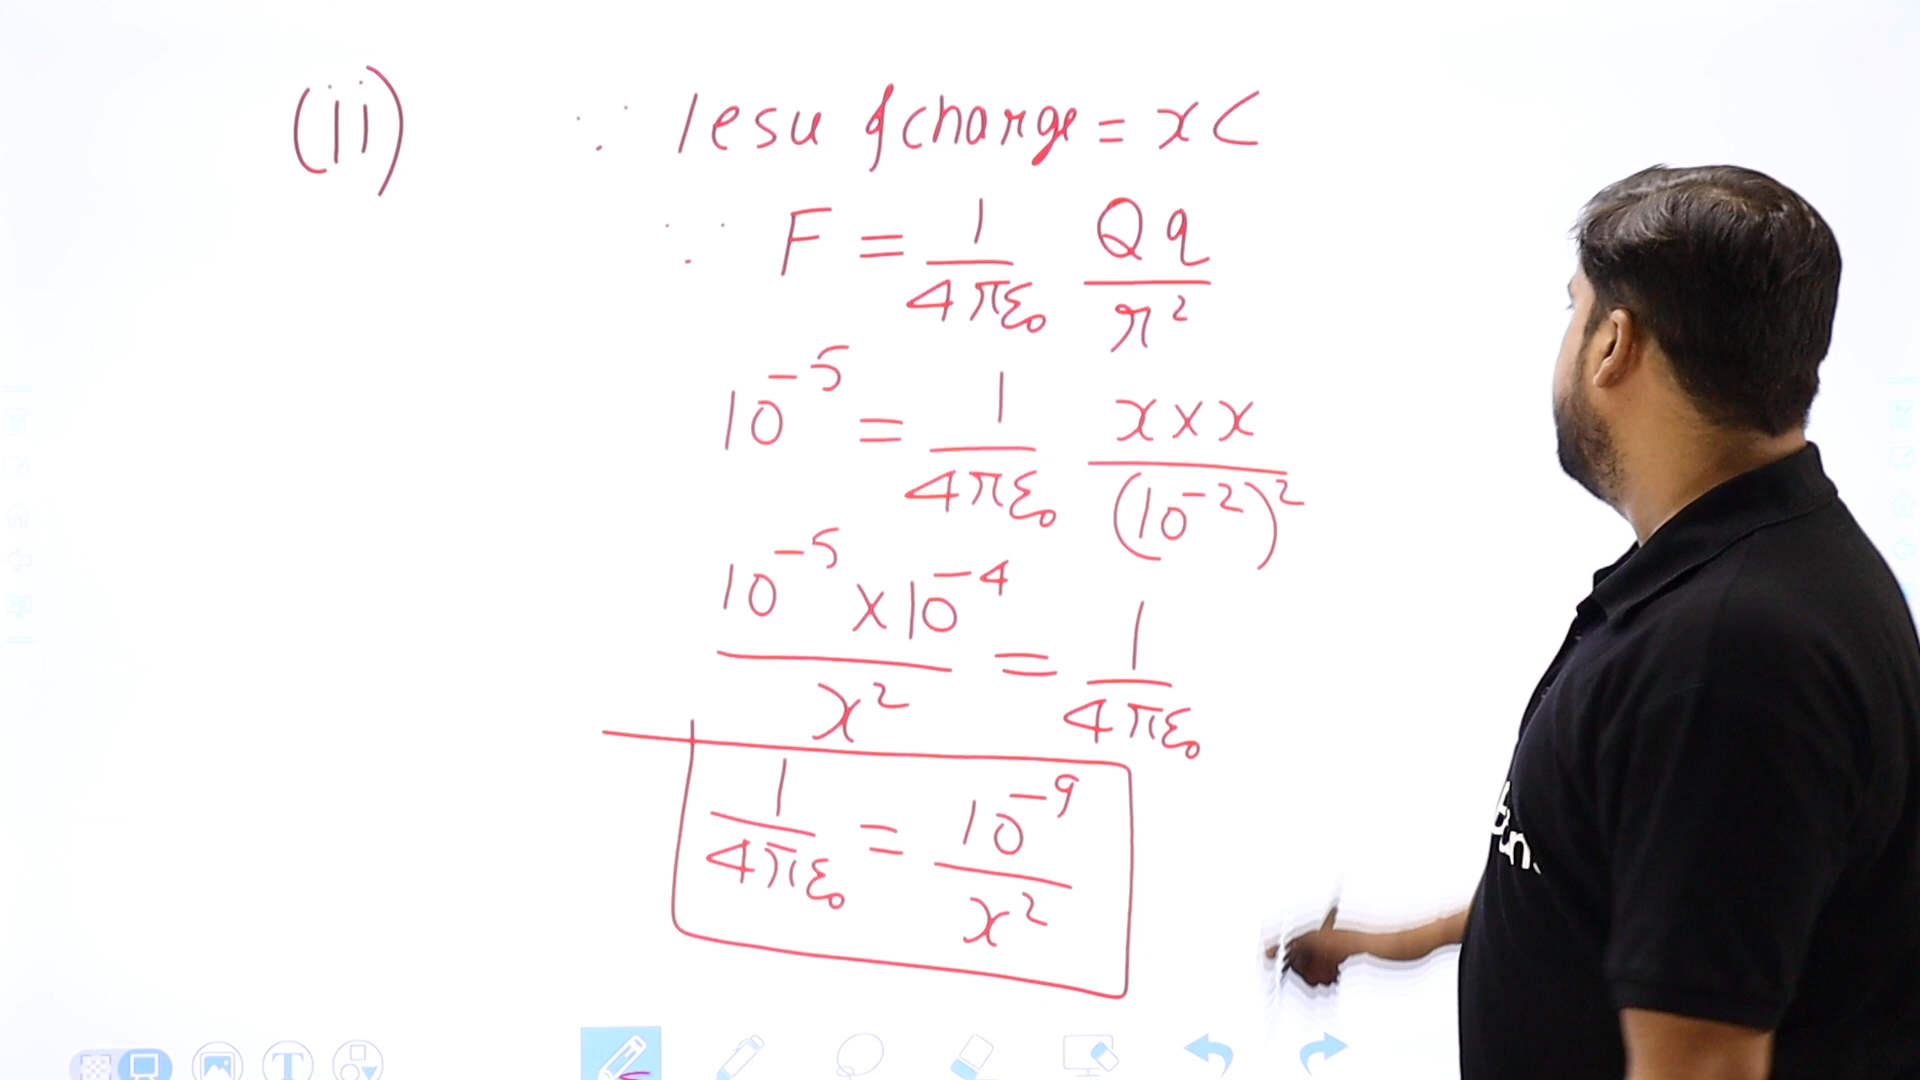 (ii) ∵ 1esu of charge = xC
∵ F = 1/4πε₀ Qq/r²
10⁻⁵ = 1/4πε₀ x×x/(10⁻²)²
10⁻⁵ × 10⁻⁴/x² = 1/4πε₀
1/4πε₀ = 10⁻⁹/x²
T